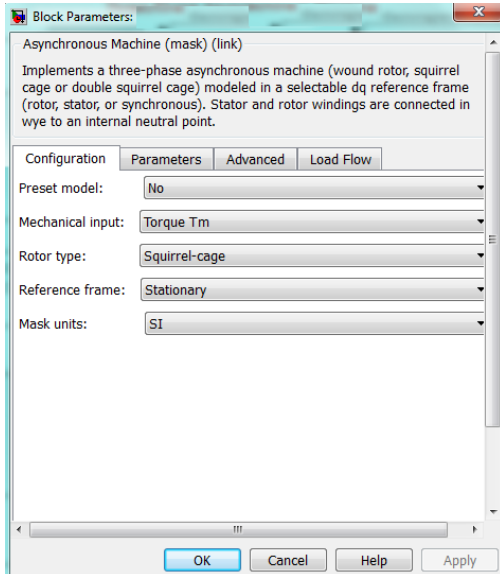 Block Parameters:
Asynchronous Machine (mask) (link)
Implements a three-phase asynchronous machine (wound rotor, squirrel
cage or double squirrel cage) modeled in a selectable dq reference frame
(rotor, stator, or synchronous). Stator and rotor windings are connected in
wye to an internal neutral point.
Configuration Parameters Advanced Load Flow
Preset model: No
Mechanical input: Torque Tm
Rotor type: Squirrel-cage
Reference frame: Stationary
Mask units: SI
OK Cancel Help Apply